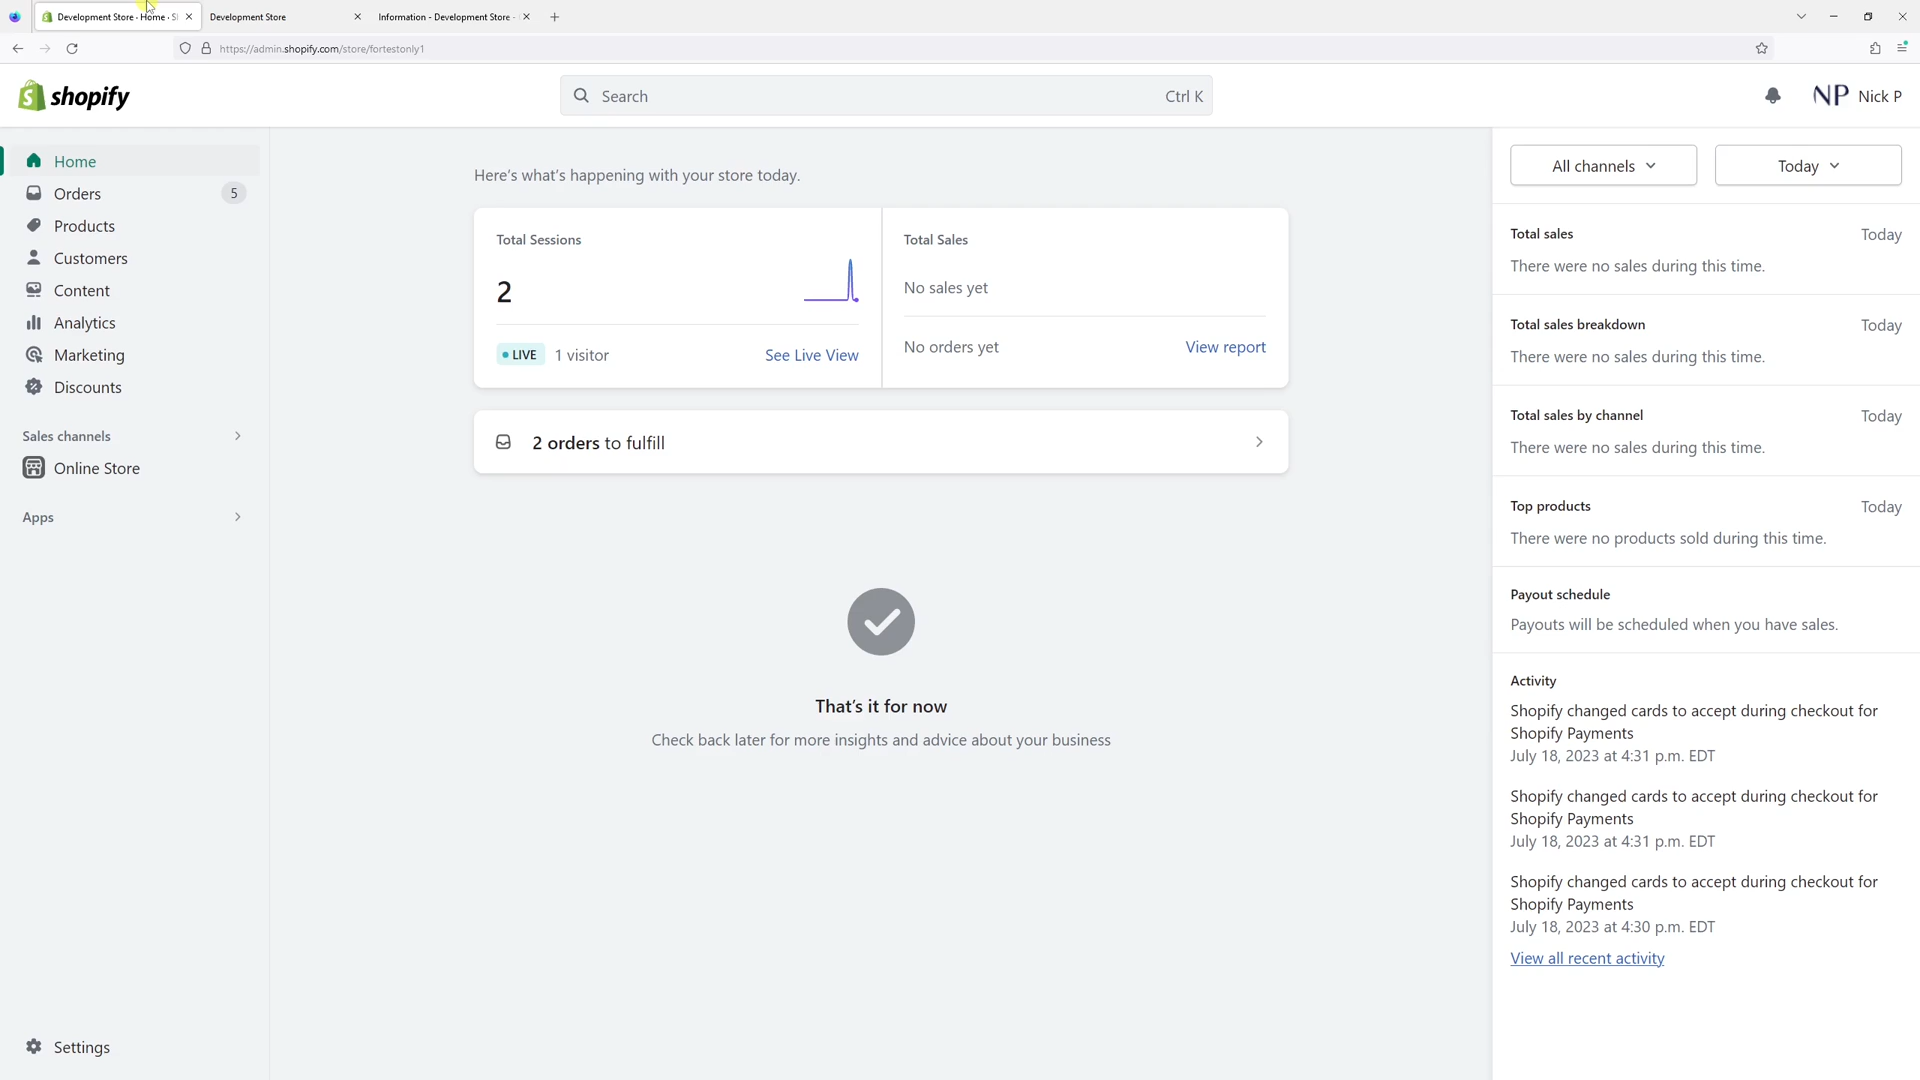 Development Store · Home · S
Development Store
Information - Development Store -
https://admin.shopify.com/store/fortestonly1
shopify
Search
Ctrl K
NP
Nick P
Home
Orders
5
Products
Customers
Content
Analytics
Marketing
Discounts
Sales channels
Online Store
Apps
Settings
Here's what's happening with your store today.
Total Sessions
2
LIVE
1 visitor
See Live View
Total Sales
No sales yet
No orders yet
View report
2 orders to fulfill
That's it for now
Check back later for more insights and advice about your business
All channels
Today
Total sales
Today
There were no sales during this time.
Total sales breakdown
Today
There were no sales during this time.
Total sales by channel
Today
There were no sales during this time.
Top products
Today
There were no products sold during this time.
Payout schedule
Payouts will be scheduled when you have sales.
Activity
Shopify changed cards to accept during checkout for
Shopify Payments
July 18, 2023 at 4:31 p.m. EDT
Shopify changed cards to accept during checkout for
Shopify Payments
July 18, 2023 at 4:31 p.m. EDT
Shopify changed cards to accept during checkout for
Shopify Payments
July 18, 2023 at 4:30 p.m. EDT
View all recent activity